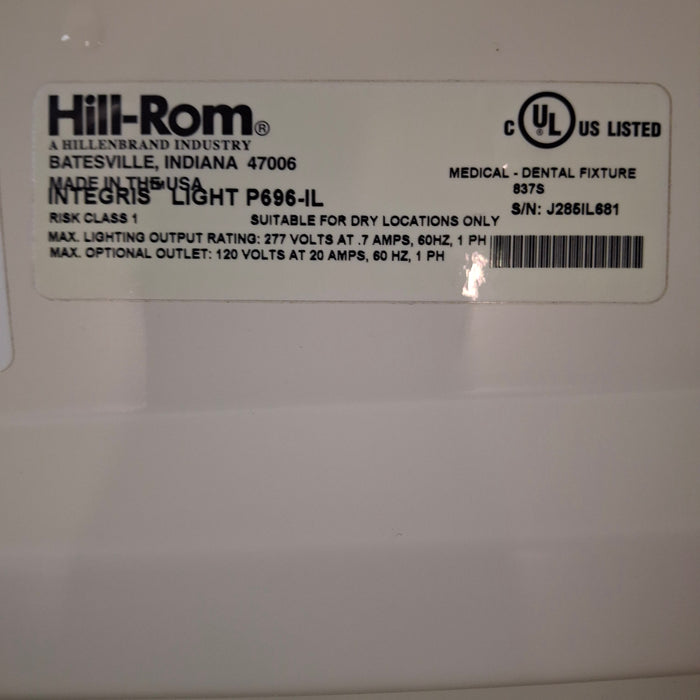 Hill-Rom®
A HILLENBRAND INDUSTRY
BATESVILLE, INDIANA 47006
MADE IN THE USA
INTEGRIS™ LIGHT P696-IL
RISK CLASS 1
SUITABLE FOR DRY LOCATIONS ONLY
MAX. LIGHTING OUTPUT RATING: 277 VOLTS AT .7 AMPS, 60HZ, 1 PH
MAX. OPTIONAL OUTLET: 120 VOLTS AT 20 AMPS, 60 HZ, 1 PH
C UL® US LISTED
MEDICAL - DENTAL FIXTURE
837S
S/N: J285IL681